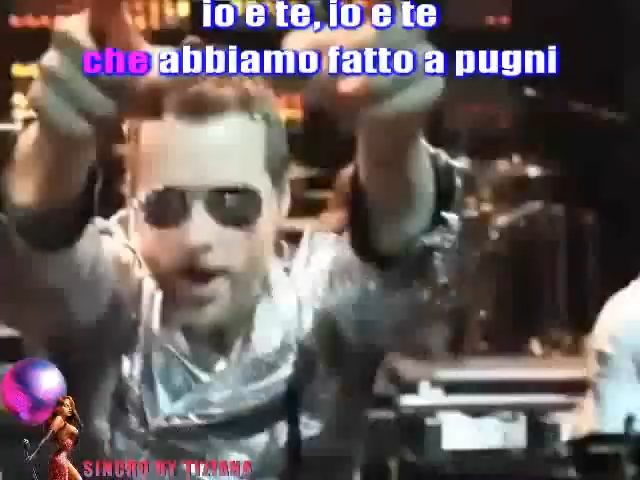 io e te, io e te
che abbiamo fatto a pugni
SINCRO BY TIZIANA